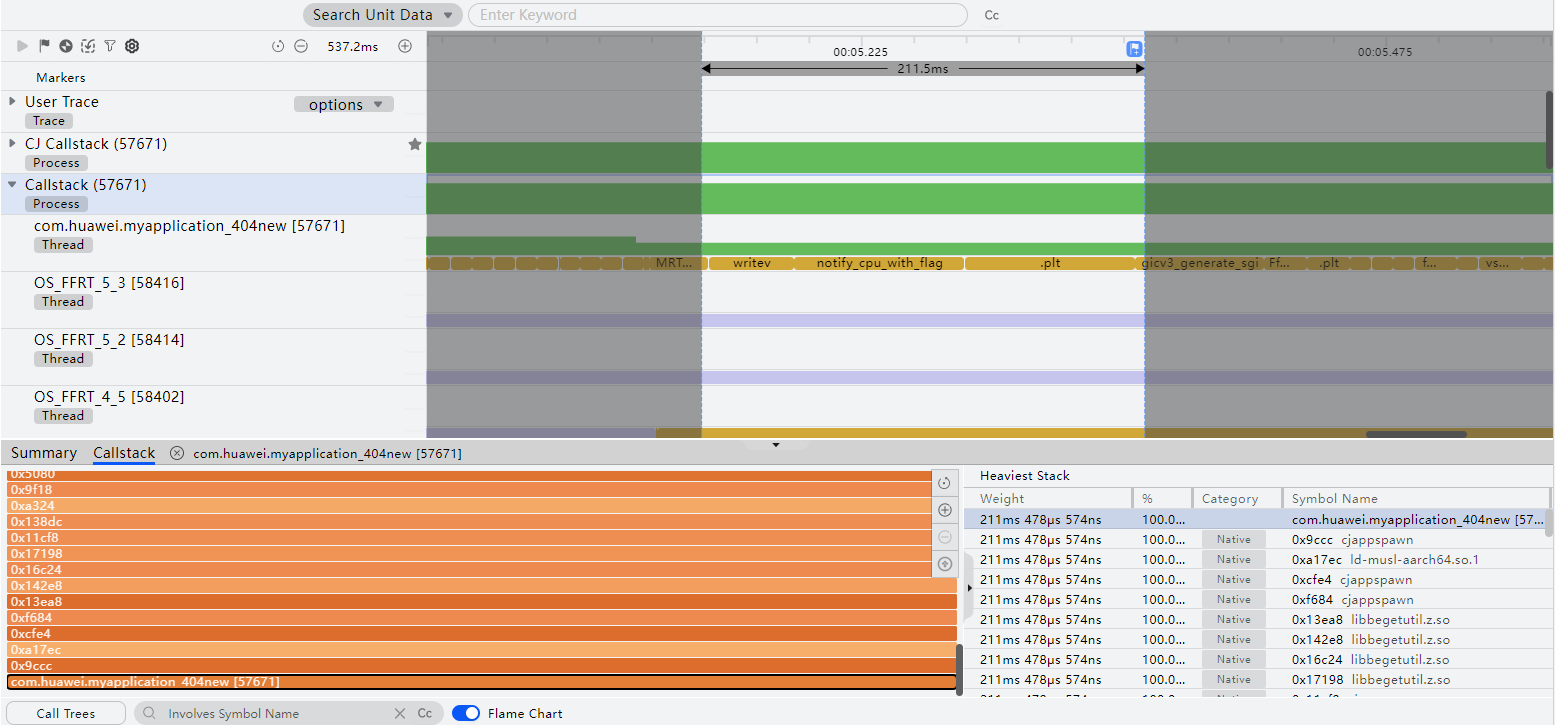 Search Unit Data
Enter Keyword
Cc
537.2ms
00:05.225
00:05.475
Markers
211.5ms
User Trace
options
Trace
CJ Callstack (57671)
Process
Callstack (57671)
Process
com.huawei.myapplication_404new [57671]
Thread
MRT...
writev
notify_cpu_with_flag
.plt
gicv3_generate_sgi
Ff...
.plt
f...
vs...
OS_FFRT_5_3 [58416]
Thread
OS_FFRT_5_2 [58414]
Thread
OS_FFRT_4_5 [58402]
Thread
Summary
Callstack
com.huawei.myapplication_404new [57671]
0x5080
0x9f18
0xa324
0x138dc
0x11cf8
0x17198
0x16c24
0x142e8
0x13ea8
0xf684
0xcfe4
0xa17ec
0x9ccc
com.huawei.myapplication_404new [57671]
Heaviest Stack
Weight % Category Symbol Name
211ms 478μs 574ns 100.0... com.huawei.myapplication_404new [57...
211ms 478μs 574ns 100.0... Native 0x9ccc cjappspawn
211ms 478μs 574ns 100.0... Native 0xa17ec ld-musl-aarch64.so.1
211ms 478μs 574ns 100.0... Native 0xcfe4 cjappspawn
211ms 478μs 574ns 100.0... Native 0xf684 cjappspawn
211ms 478μs 574ns 100.0... Native 0x13ea8 libbegetutil.z.so
211ms 478μs 574ns 100.0... Native 0x142e8 libbegetutil.z.so
211ms 478μs 574ns 100.0... Native 0x16c24 libbegetutil.z.so
211ms 478μs 574ns 100.0... Native 0x17198 libbegetutil.z.so
Call Trees
Involves Symbol Name
Cc
Flame Chart